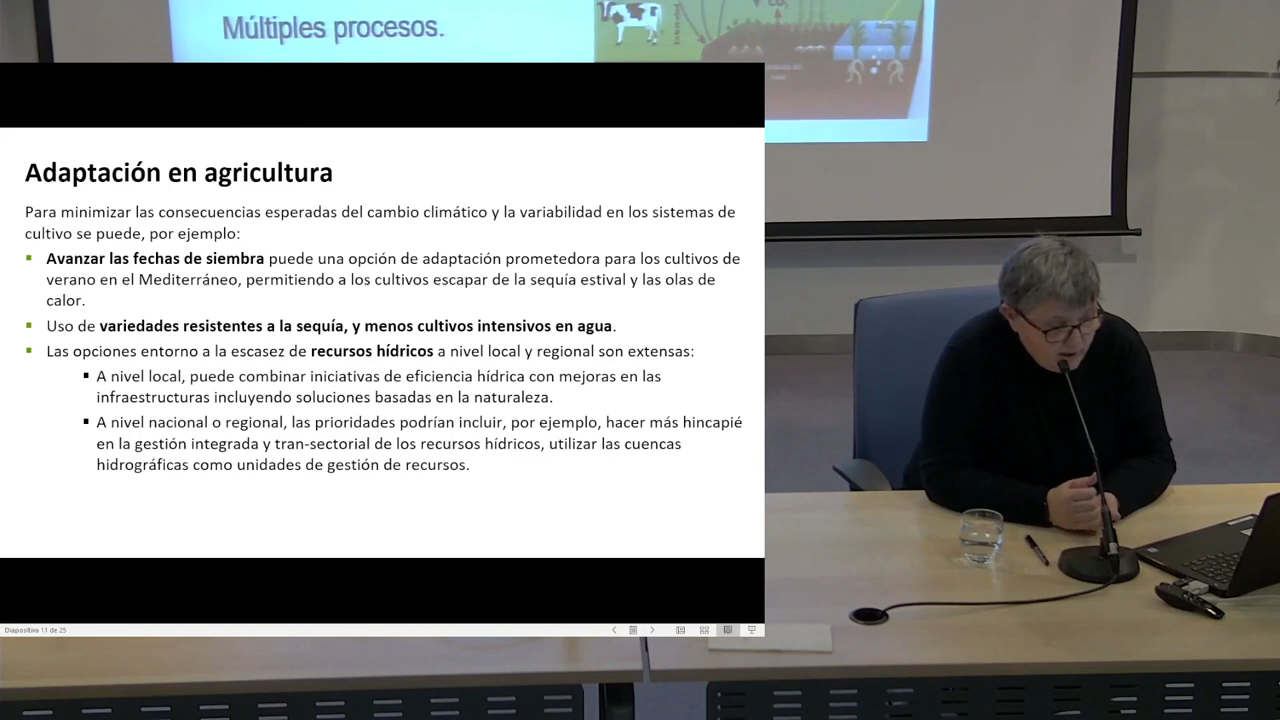 Múltiples procesos.
Adaptación en agricultura
Para minimizar las consecuencias esperadas del cambio climático y la variabilidad en los sistemas de
cultivo se puede, por ejemplo:
Avanzar las fechas de siembra puede una opción de adaptación prometedora para los cultivos de
verano en el Mediterráneo, permitiendo a los cultivos escapar de la sequía estival y las olas de
calor.
Uso de variedades resistentes a la sequía, y menos cultivos intensivos en agua.
Las opciones entorno a la escasez de recursos hídricos a nivel local y regional son extensas:
A nivel local, puede combinar iniciativas de eficiencia hídrica con mejoras en las
infraestructuras incluyendo soluciones basadas en la naturaleza.
A nivel nacional o regional, las prioridades podrían incluir, por ejemplo, hacer más hincapié
en la gestión integrada y tran-sectorial de los recursos hídricos, utilizar las cuencas
hidrográficas como unidades de gestión de recursos.
Diapositiva 11 de 25